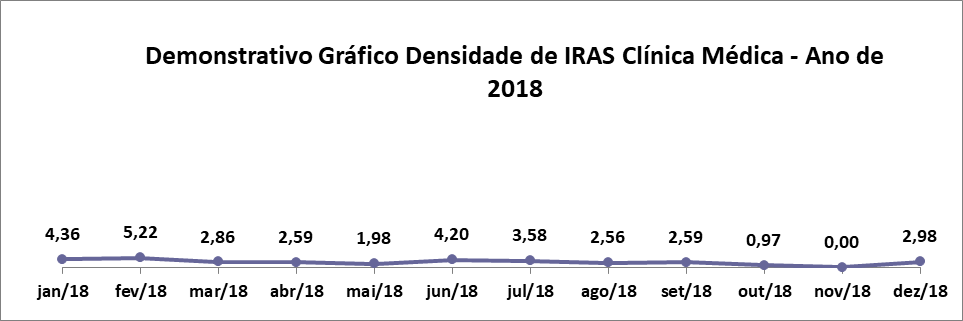 Demonstrativo Gráfico Densidade de IRAS Clínica Médica - Ano de
2018
4,36 5,22 2,86 2,59 1,98 4,20 3,58 2,56 2,59 0,97 0,00 2,98
jan/18 fev/18 mar/18 abr/18 mai/18 jun/18 jul/18 ago/18 set/18 out/18 nov/18 dez/18